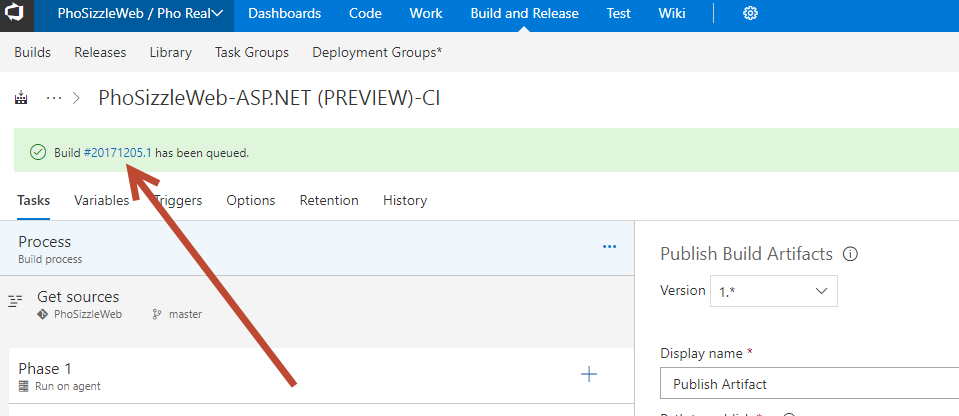 PhoSizzleWeb / Pho Real Dashboards Code Work Build and Release Test Wiki
Builds Releases Library Task Groups Deployment Groups*
... > PhoSizzleWeb-ASP.NET (PREVIEW)-CI
Build #20171205.1 has been queued.
Tasks Variables Triggers Options Retention History
Process
Build process
Get sources
PhoSizzleWeb master
Phase 1
Run on agent
Publish Build Artifacts
Version 1.*
Display name *
Publish Artifact